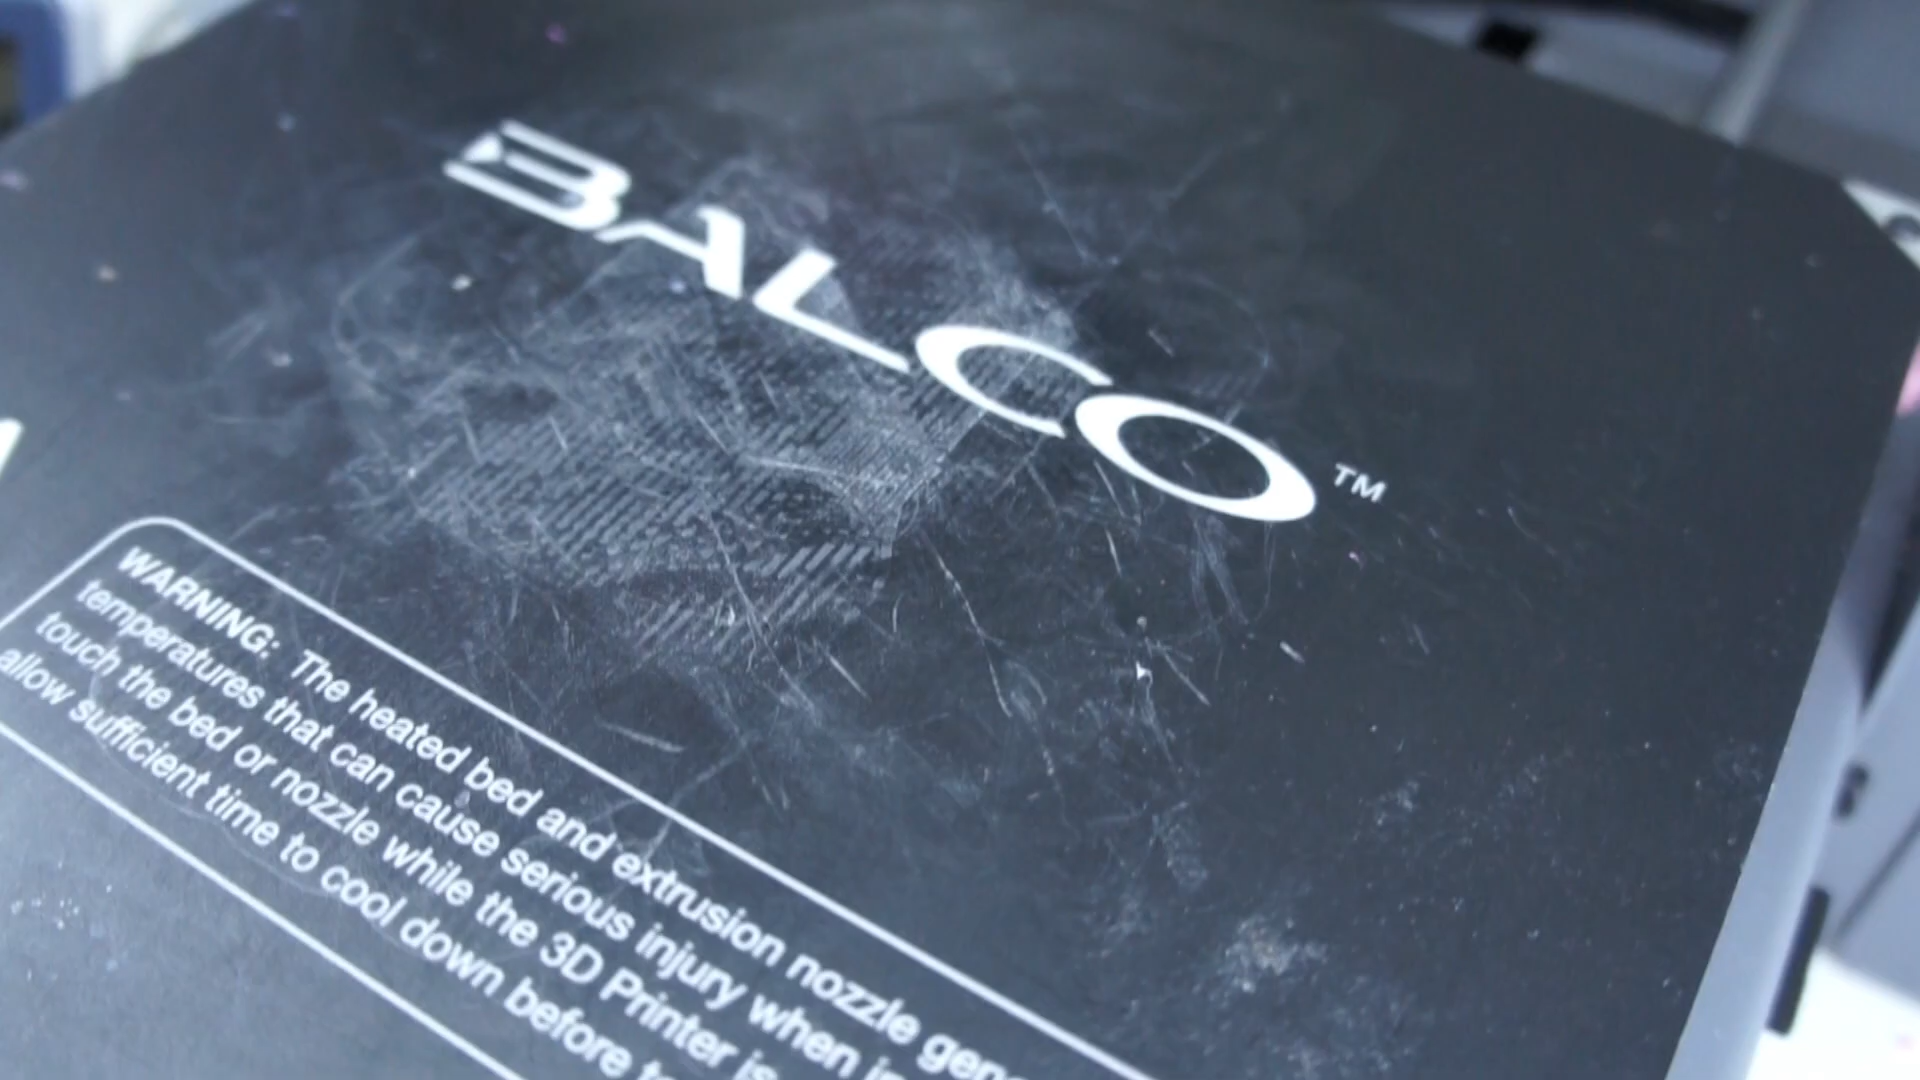 BALCO™
WARNING: The heated bed and extrusion nozzle
temperatures that can cause serious injury when
touch the bed or nozzle while the 3D Printer is
allow sufficient time to cool down before